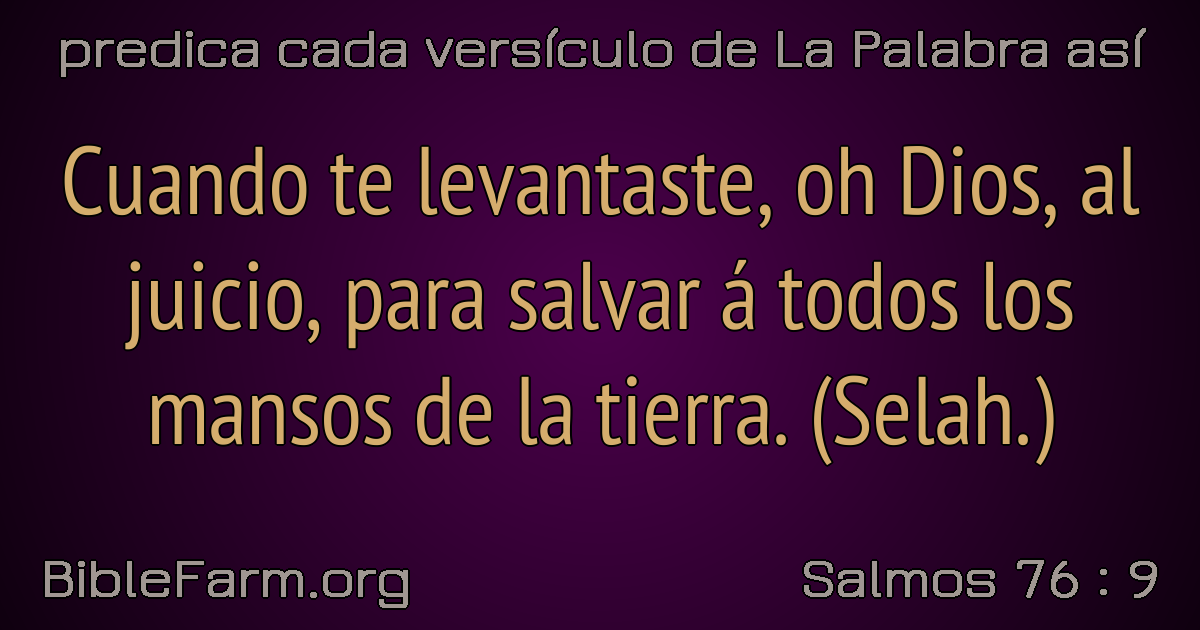 predica cada versículo de La Palabra así
Cuando te levantaste, oh Dios, al
juicio, para salvar á todos los
mansos de la tierra. (Selah.)
BibleFarm.org
Salmos 76 : 9